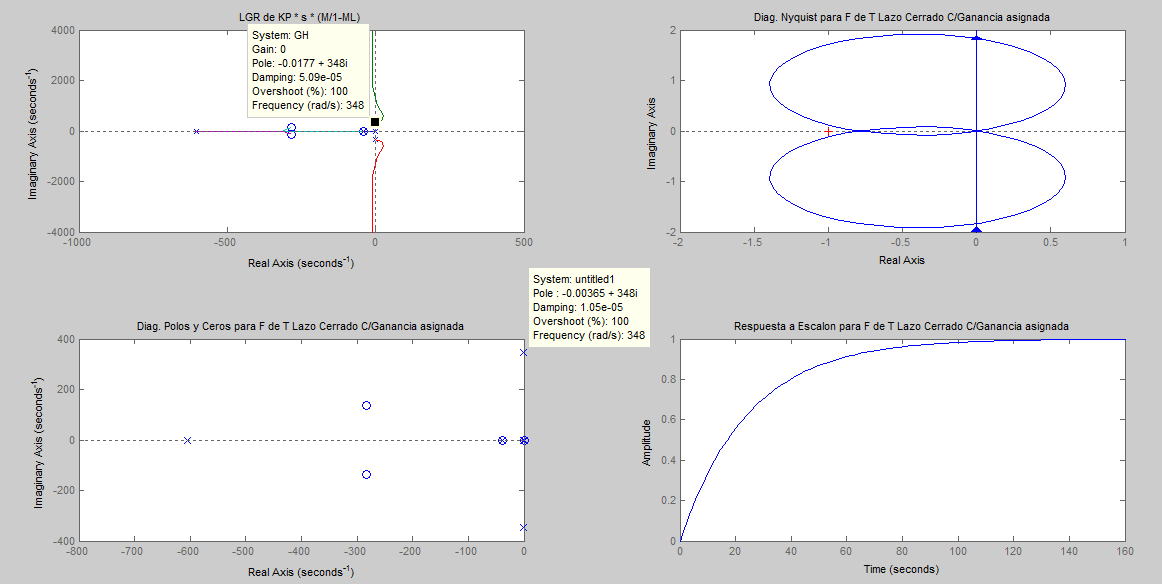 LGR de KP * s * (M/1-ML)
System: GH
Gain: 0
Pole: -0.0177 + 348i
Damping: 5.09e-05
Overshoot (%): 100
Frequency (rad/s): 348
4000
2000
0
-2000
-4000
-1000
-500
0
500
Imaginary Axis (seconds-1)
Real Axis (seconds-1)
Diag. Nyquist para F de T Lazo Cerrado C/Ganancia asignada
2
1
0
-1
-2
-2
-1.5
-1
-0.5
0
0.5
1
Imaginary Axis
Real Axis
Diag. Polos y Ceros para F de T Lazo Cerrado C/Ganancia asignada
System: untitled1
Pole : -0.00365 + 348i
Damping: 1.05e-05
Overshoot (%): 100
Frequency (rad/s): 348
400
200
0
-200
-400
-800
-700
-600
-500
-400
-300
-200
-100
0
Imaginary Axis (seconds-1)
Real Axis (seconds-1)
Respuesta a Escalon para F de T Lazo Cerrado C/Ganancia asignada
1
0.8
0.6
0.4
0.2
0
0
20
40
60
80
100
120
140
160
Amplitude
Time (seconds)